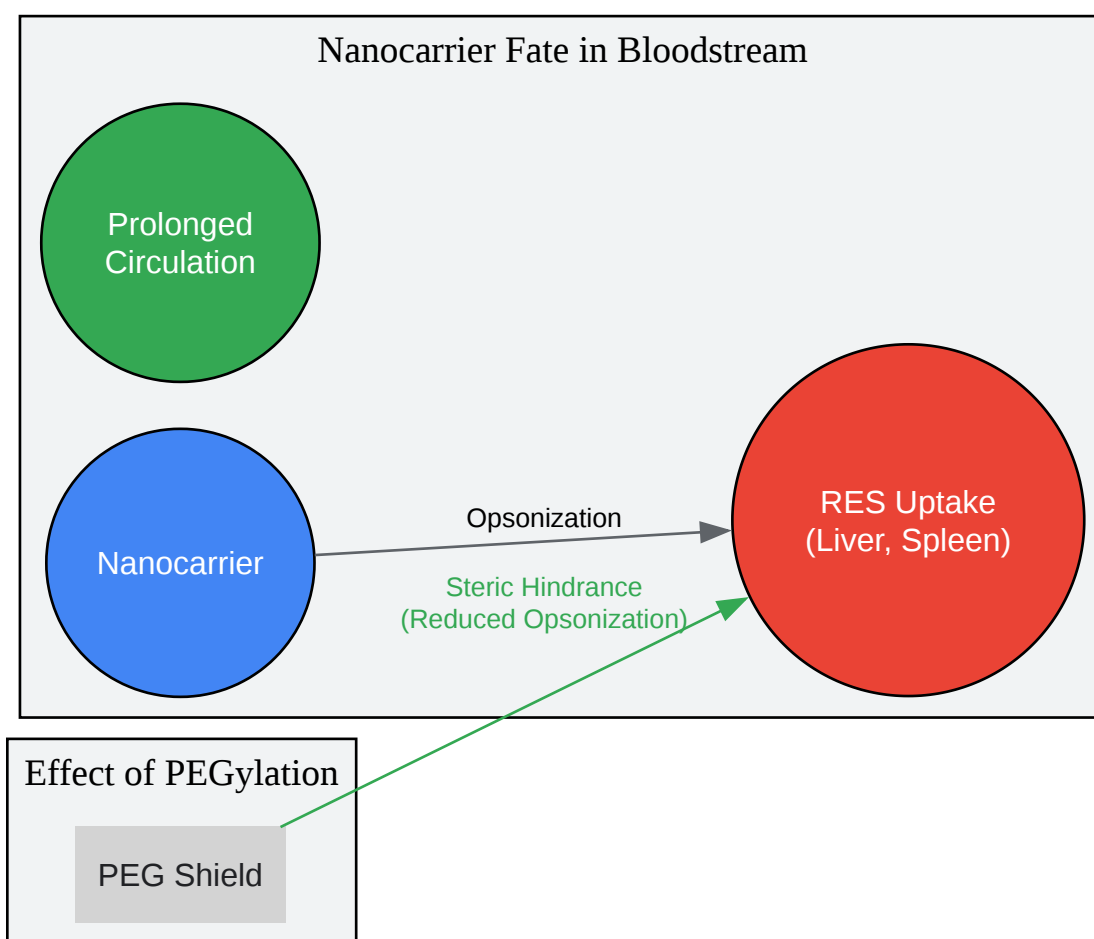 Nanocarrier Fate in Bloodstream
Prolonged
Circulation
RES Uptake
(Liver, Spleen)
Opsonization
Nanocarrier
Steric Hindrance
(Reduced Opsonization)
Effect of PEGylation
PEG Shield